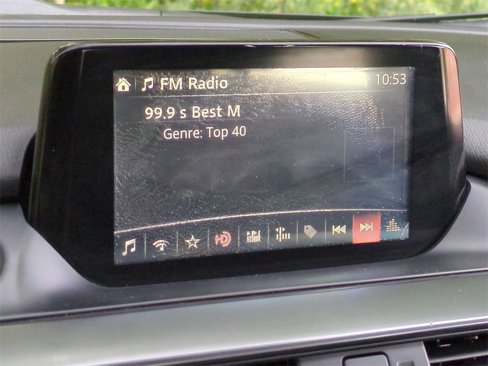 FM Radio 10:53
99.9 s Best M
Genre: Top 40